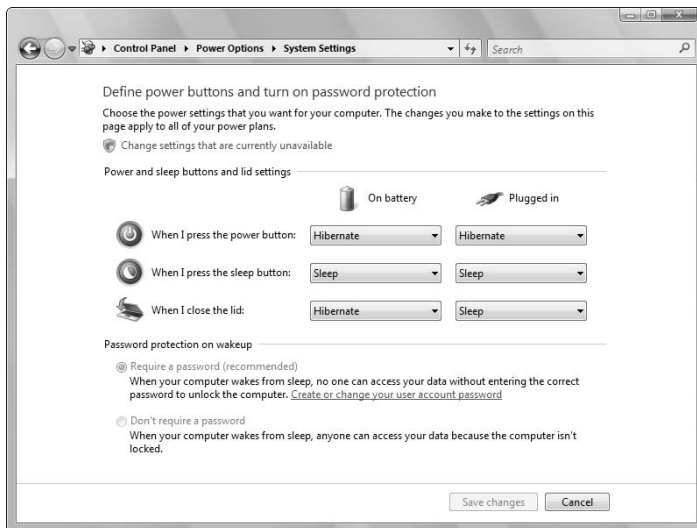 Control Panel ▸ Power Options ▸ System Settings
Search
Define power buttons and turn on password protection
Choose the power settings that you want for your computer. The changes you make to the settings on this
page apply to all of your power plans.
Change settings that are currently unavailable
Power and sleep buttons and lid settings
On battery Plugged in
When I press the power button: Hibernate Hibernate
When I press the sleep button: Sleep Sleep
When I close the lid: Hibernate Sleep
Password protection on wakeup
Require a password (recommended)
When your computer wakes from sleep, no one can access your data without entering the correct
password to unlock the computer. Create or change your user account password
Don't require a password
When your computer wakes from sleep, anyone can access your data because the computer isn't
locked.
Save changes Cancel